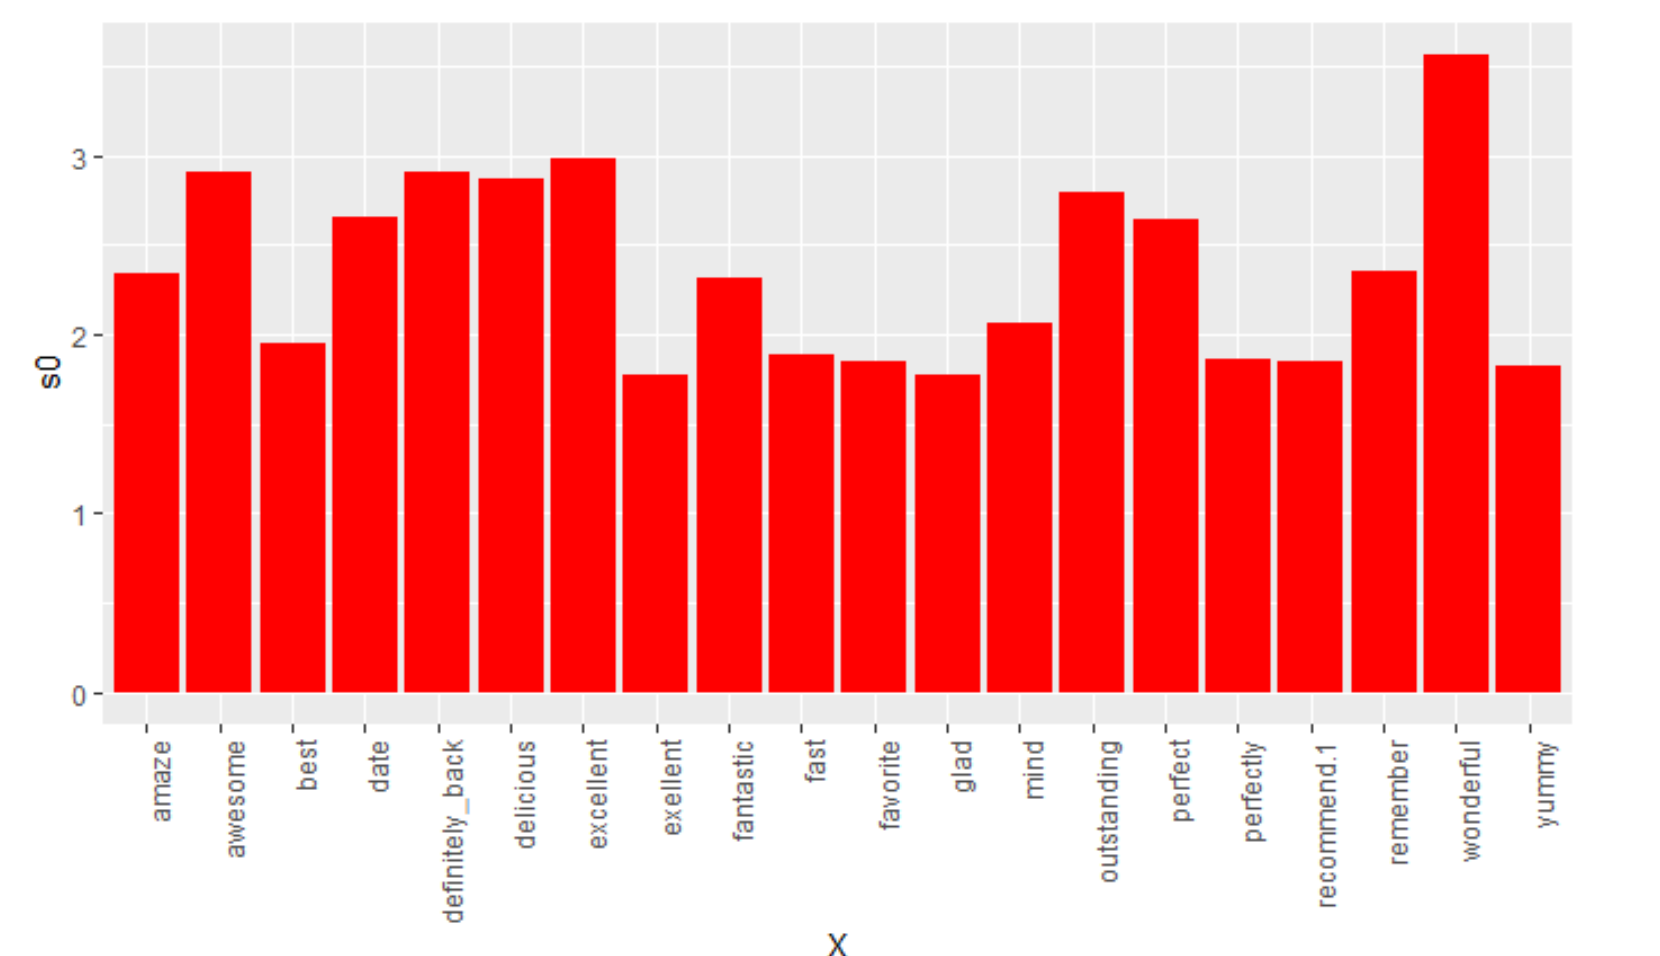 s0
3
2
1
0
amaze
awesome
best
date
definitely_back
delicious
excellent
exellent
fantastic
fast
favorite
glad
mind
outstanding
perfect
perfectly
recommend.1
remember
wonderful
yummy
X